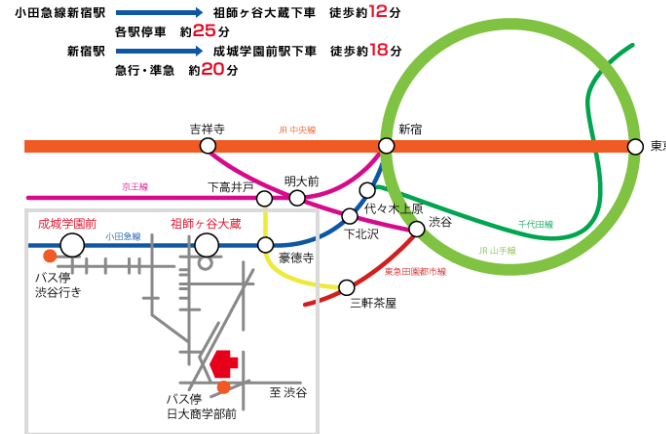 小田急線新宿駅 祖師ヶ谷大蔵下車 徒歩約12分
各駅停車 約25分
新宿駅 成城学園前駅下車 徒歩約18分
急行・準急 約20分
吉祥寺
JR 中央線
新宿
東京
京王線
下高井戸
明大前
代々木上原
成城学園前
祖師ヶ谷大蔵
小田急線
下北沢
渋谷
千代田線
豪徳寺
JR 山手線
東急田園都市線
バス停
渋谷行き
三軒茶屋
至 渋谷
バス停
日大商学部前